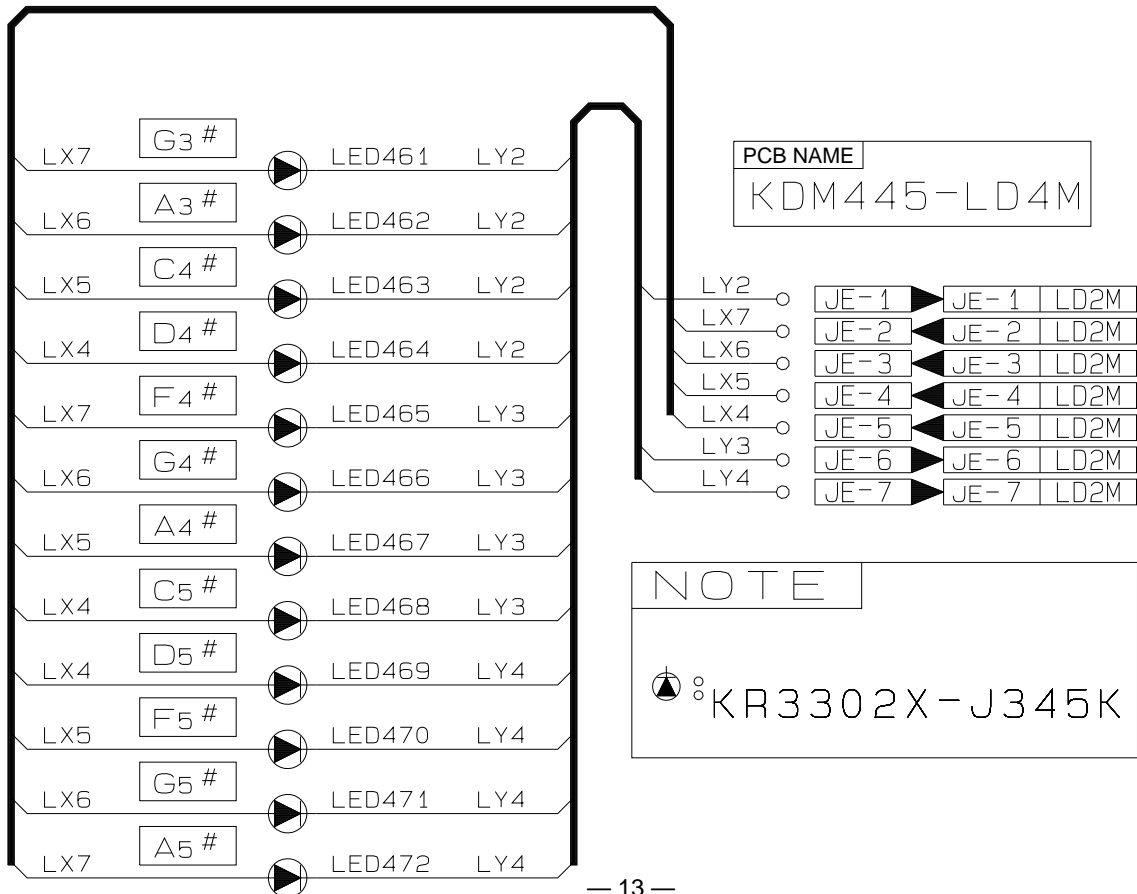 G3#
LX7 LED461 LY2
A3#
LX6 LED462 LY2
C4#
LX5 LED463 LY2
D4#
LX4 LED464 LY2
F4#
LX7 LED465 LY3
G4#
LX6 LED466 LY3
A4#
LX5 LED467 LY3
C5#
LX4 LED468 LY3
D5#
LX4 LED469 LY4
F5#
LX5 LED470 LY4
G5#
LX6 LED471 LY4
A5#
LX7 LED472 LY4
PCB NAME
KDM445-LD4M
LY2 JE-1 JE-1 LD2M
LX7 JE-2 JE-2 LD2M
LX6 JE-3 JE-3 LD2M
LX5 JE-4 JE-4 LD2M
LX4 JE-5 JE-5 LD2M
LY3 JE-6 JE-6 LD2M
LY4 JE-7 JE-7 LD2M
NOTE
:KR3302X-J345K
— 13 —